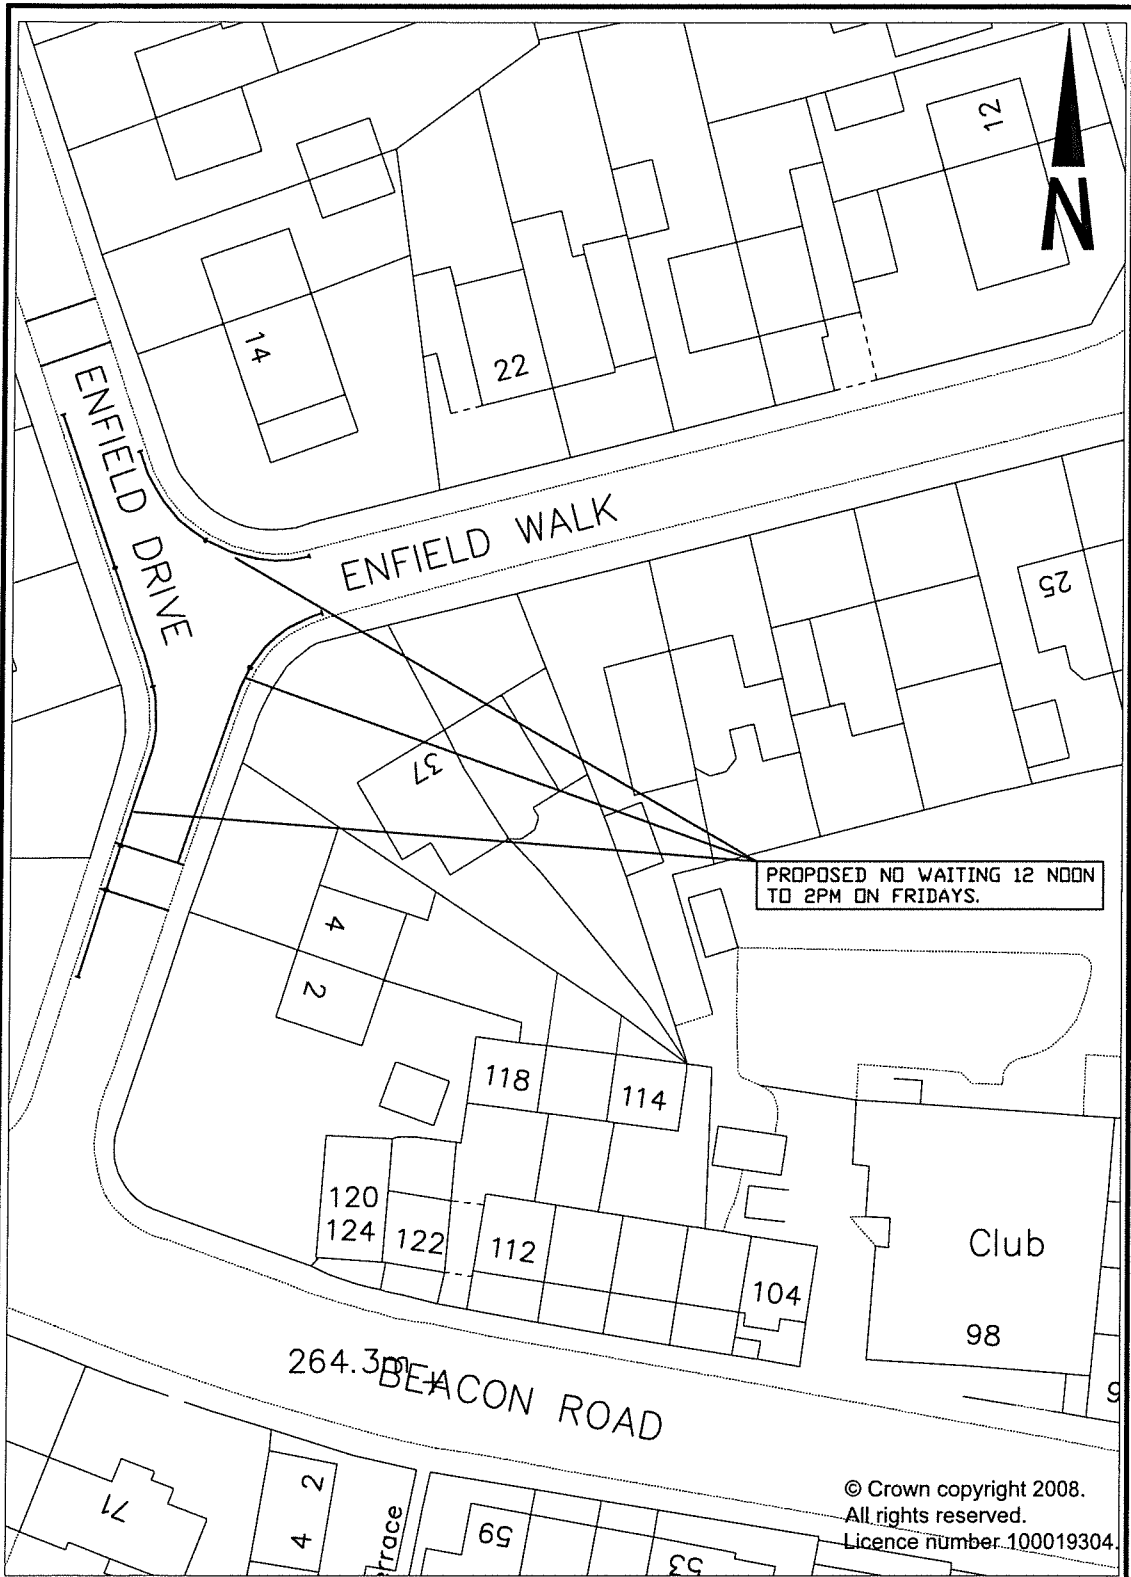 12
N
14
22
ENFIELD DRIVE
ENFIELD WALK
25
37
PROPOSED NO WAITING 12 NOON
TO 2PM ON FRIDAYS.
4
2
118
114
120
124
122
112
104
Club
98
9
264.3m
BEACON ROAD
71
2
4
rrace
59
53
© Crown copyright 2008.
All rights reserved.
Licence number 100019304.